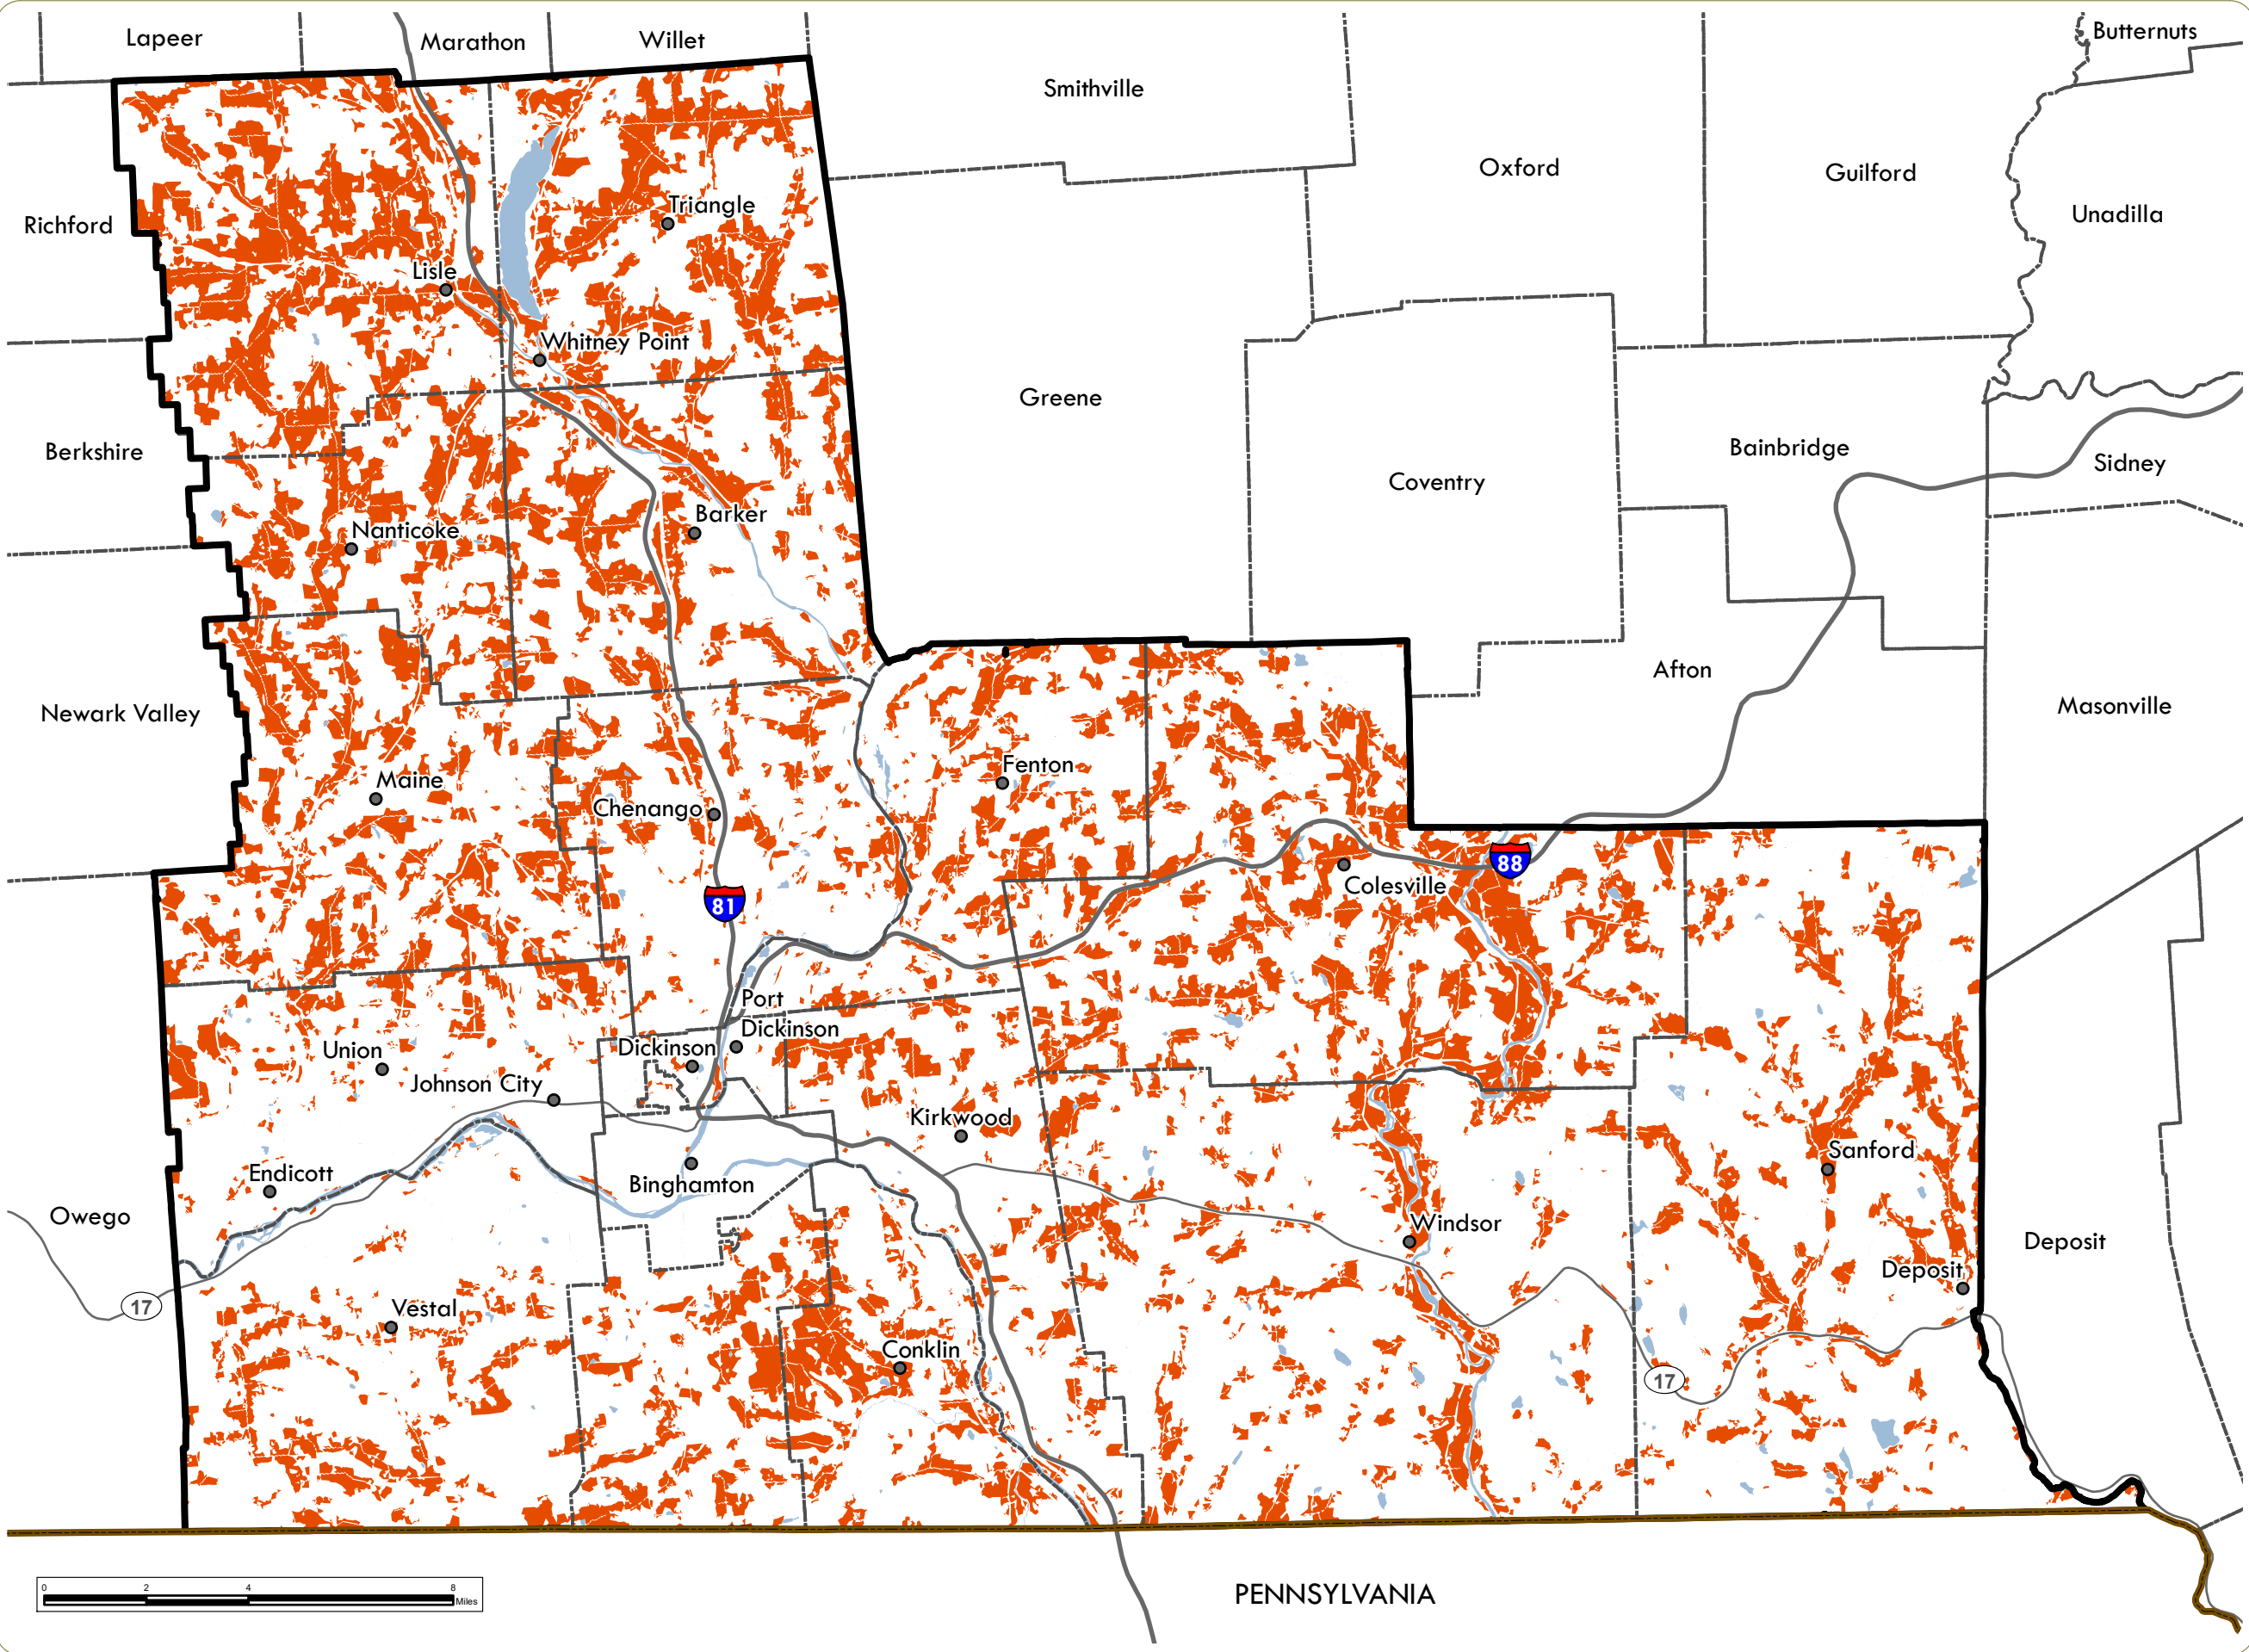 Lapeer
Marathon
Willet
Butternuts
Smithville
Oxford
Guilford
Unadilla
Richford
Triangle
Lisle
Whitney Point
Greene
Berkshire
Bainbridge
Sidney
Coventry
Barker
Nanticoke
Afton
Masonville
Newark Valley
Fenton
Maine
Chenango
88
Colesville
81
Port
Dickinson
Dickinson
Union
Johnson City
Kirkwood
Sanford
Endicott
Binghamton
Owego
Windsor
Deposit
Deposit
17
Vestal
Conklin
17
0 2 4 8
Miles
PENNSYLVANIA